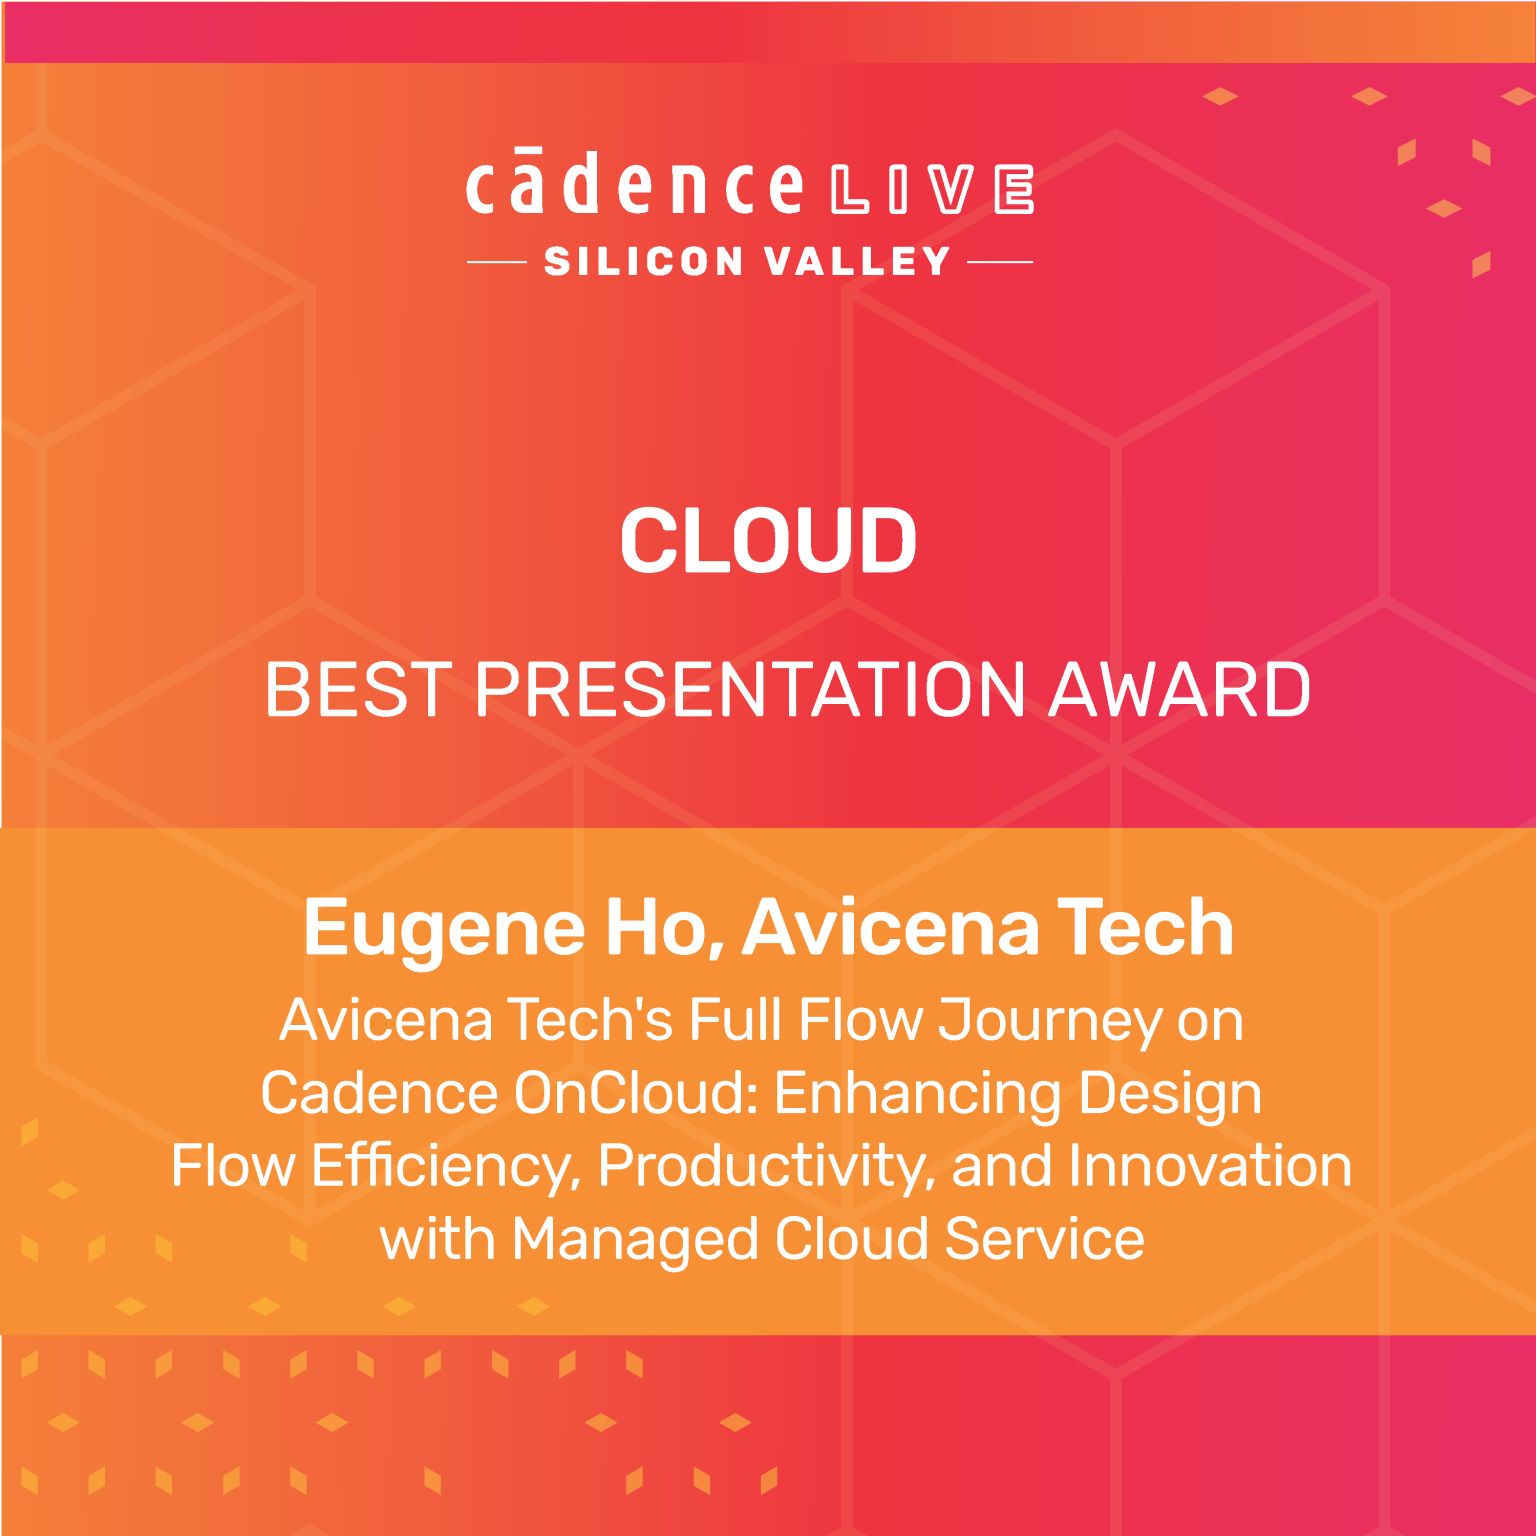 cādence LIVE
SILICON VALLEY
CLOUD
BEST PRESENTATION AWARD
Eugene Ho, Avicena Tech
Avicena Tech's Full Flow Journey on
Cadence OnCloud: Enhancing Design
Flow Efficiency, Productivity, and Innovation
with Managed Cloud Service